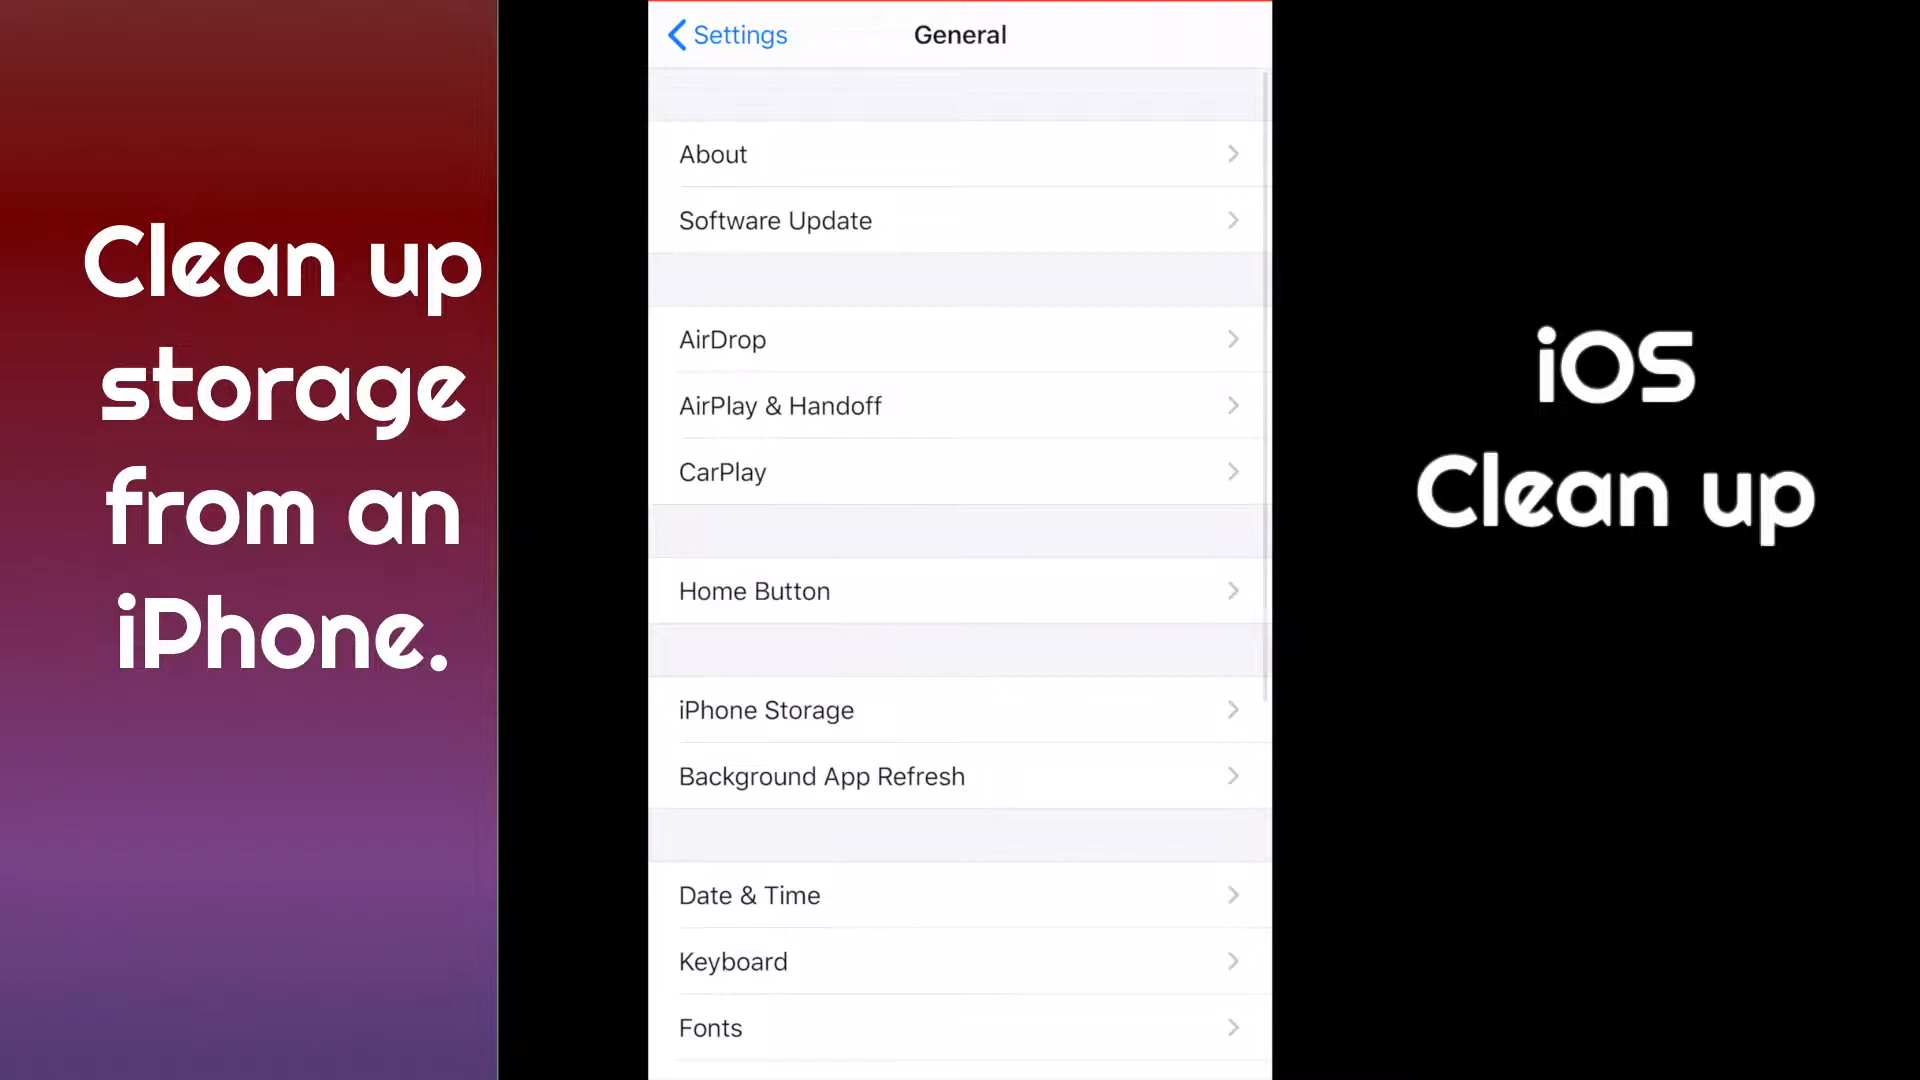 Clean up
storage
from an
iPhone.
Settings
General
About
Software Update
AirDrop
AirPlay & Handoff
CarPlay
Home Button
iPhone Storage
Background App Refresh
Date & Time
Keyboard
Fonts
iOS
Clean up